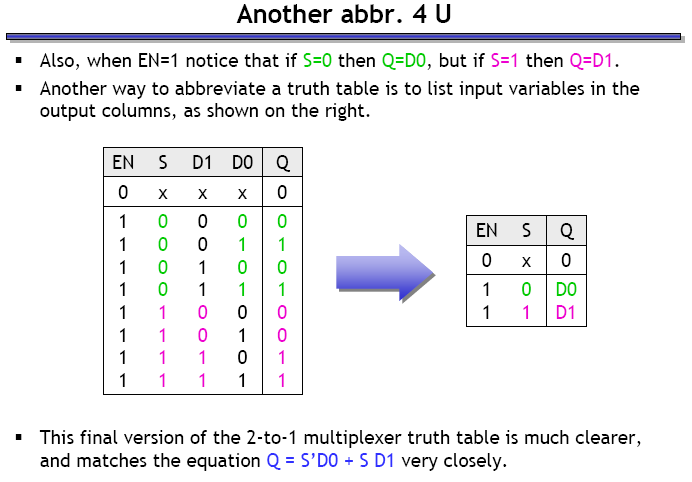 Another abbr. 4 U
▪ Also, when EN=1 notice that if S=0 then Q=D0, but if S=1 then Q=D1.
▪ Another way to abbreviate a truth table is to list input variables in the
output columns, as shown on the right.
EN S D1 D0 Q
0 x x x 0
1 0 0 0 0
1 0 0 1 1
1 0 1 0 0
1 0 1 1 1
1 1 0 0 0
1 1 0 1 0
1 1 1 0 1
1 1 1 1 1
EN S Q
0 x 0
1 0 D0
1 1 D1
▪ This final version of the 2-to-1 multiplexer truth table is much clearer,
and matches the equation Q = S’D0 + S D1 very closely.